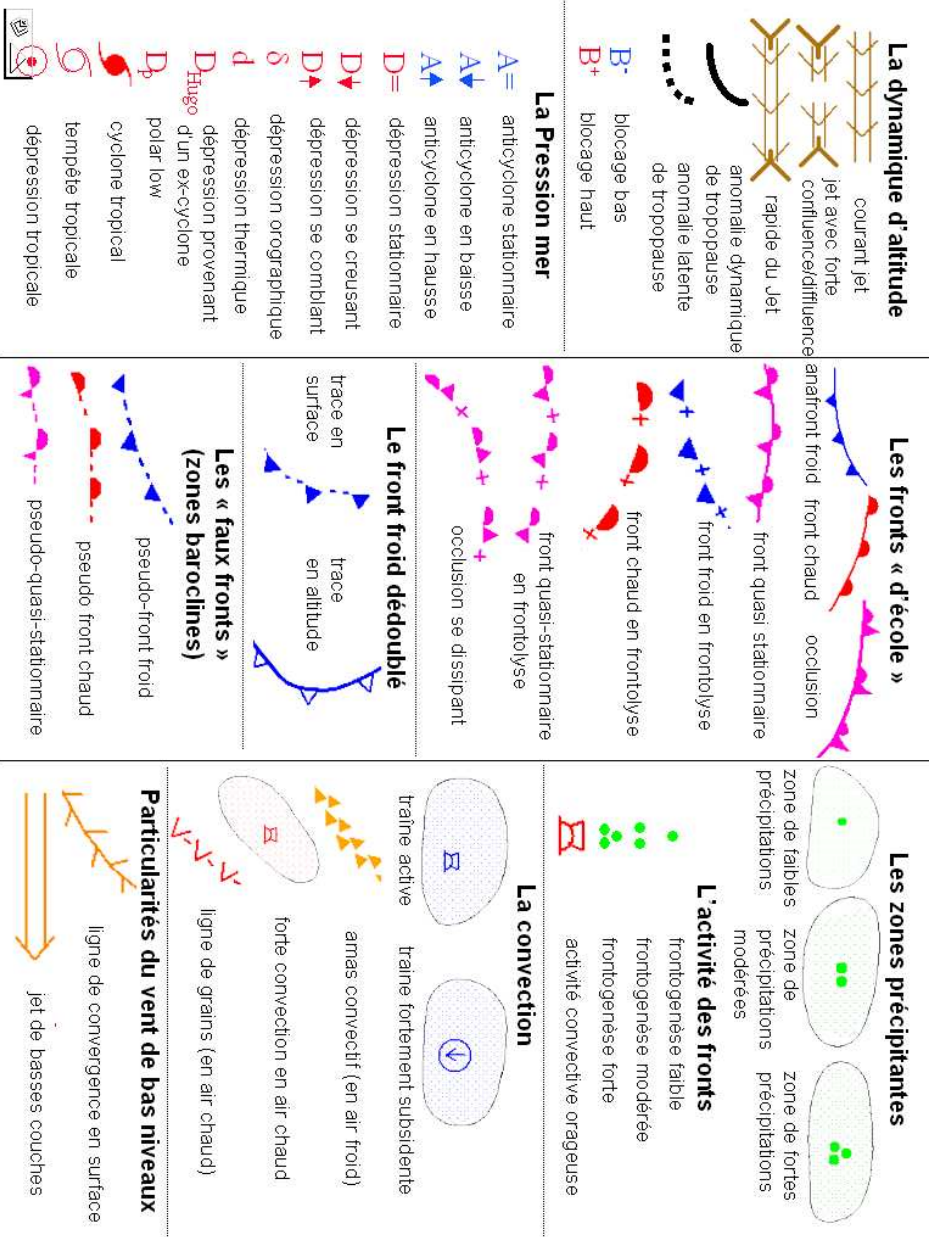 La dynamique d'altitude
courant jet
jet avec forte
confluence/diffluence
rapide du Jet
anomalie dynamique
de tropopause
anomalie latente
de tropopause
B- blocage bas
B+ blocage haut
La Pression mer
A= anticyclone stationnaire
A anticyclone en baisse
A anticyclone en hausse
D= dépression stationnaire
D dépression se creusant
D dépression se comblant
δ dépression orographique
d dépression thermique
DHugo dépression provenant
d'un ex-cyclone
Dp polar low
cyclone tropical
tempête tropicale
dépression tropicale
Les fronts « d'école »
anafront froid front chaud occlusion
front quasi stationnaire
front froid en frontolyse
front chaud en frontolyse
front quasi-stationnaire
en frontolyse
occlusion se dissipant
Le front froid dédoublé
trace en
surface
trace
en altitude
Les « faux fronts »
(zones baroclines)
pseudo-front froid
pseudo front chaud
pseudo-quasi-stationnaire
Les zones précipitantes
zone de faibles
précipitations
zone de
précipitations
modérées
zone de fortes
précipitations
L'activité des fronts
frontogenèse faible
frontogenèse modérée
frontogenèse forte
activité convective orageuse
La convection
traîne active
traine fortement subsidente
amas convectif (en air froid)
forte convection en air chaud
ligne de grains (en air chaud)
Particularités du vent de bas niveaux
ligne de convergence en surface
jet de basses couches